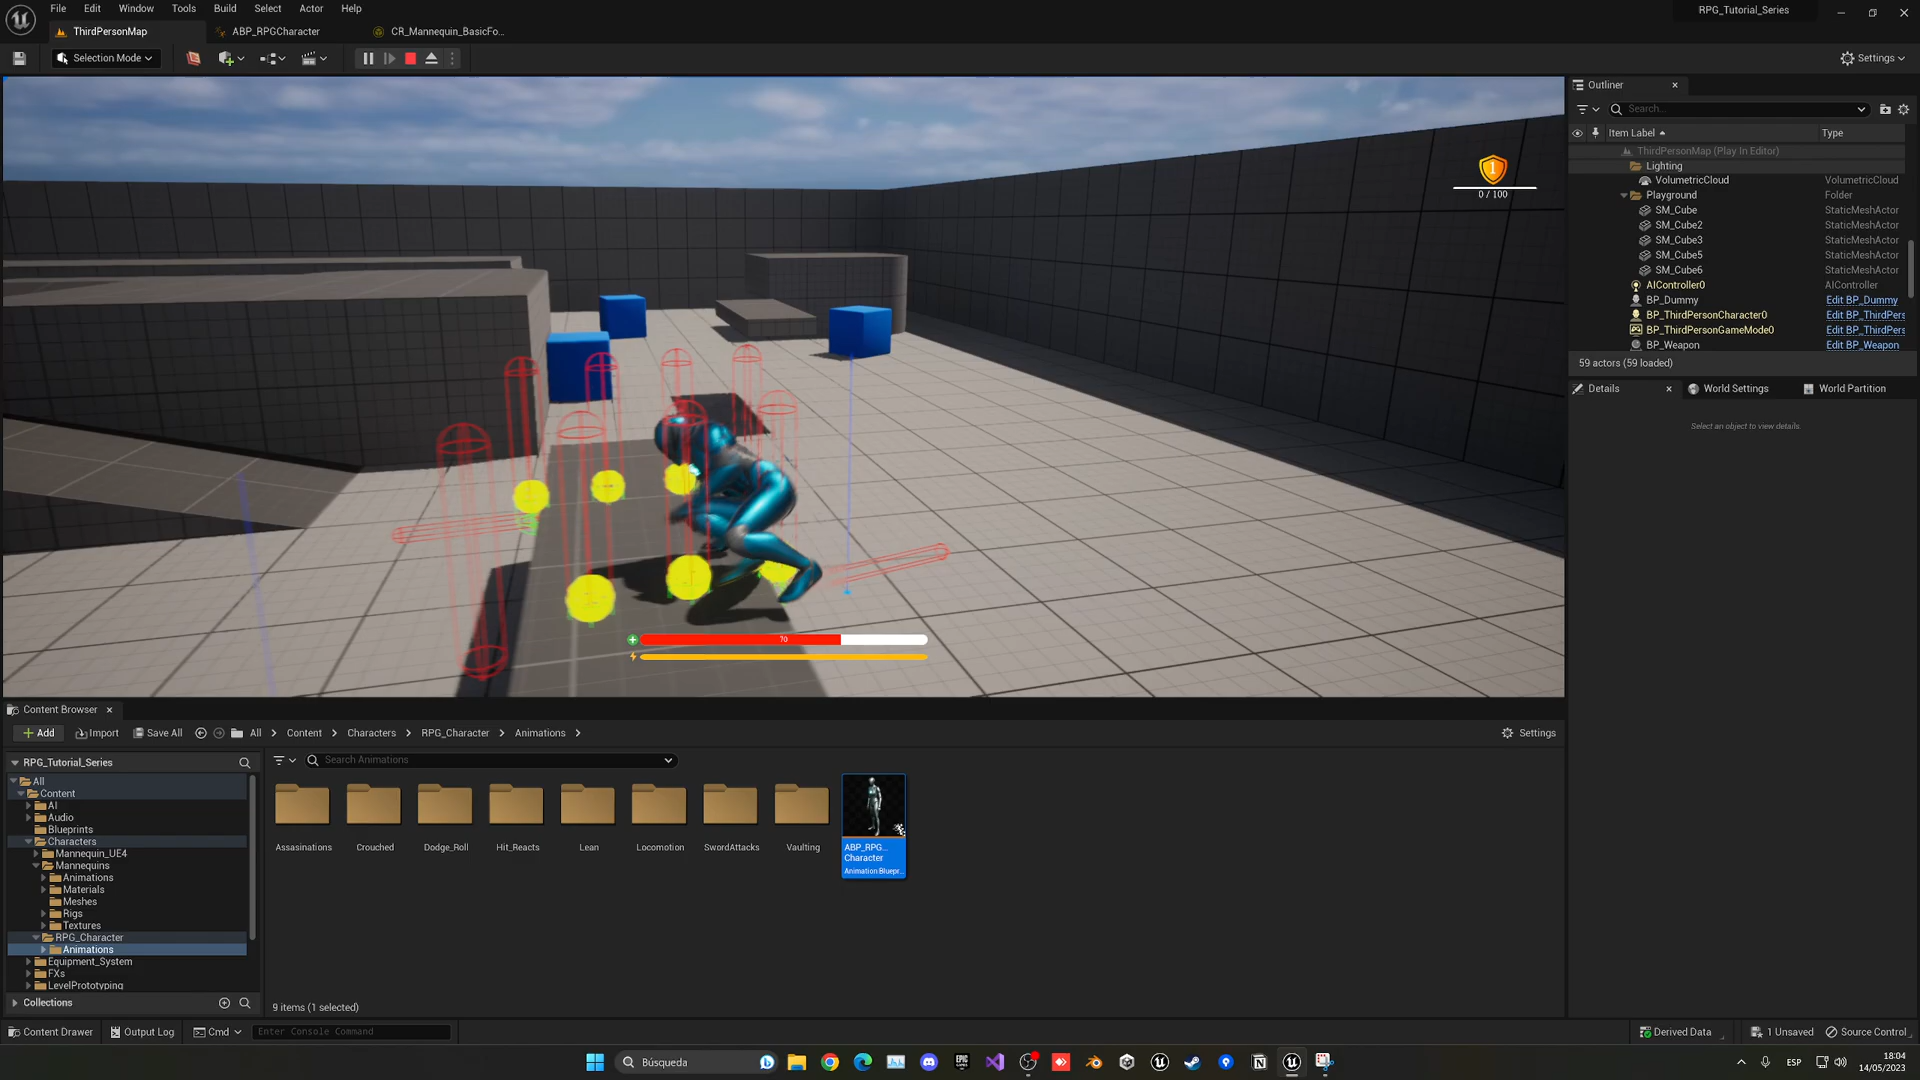 File Edit Window Tools Build Select Actor Help
RPG_Tutorial_Series
ThirdPersonMap
ABP_RPGCharacter
CR_Mannequin_BasicFo...
Selection Mode
Settings
1
0 / 100
70
Outliner
Search...
Item Label
Type
ThirdPersonMap (Play In Editor)
Lighting
VolumetricCloud VolumetricCloud
Playground Folder
SM_Cube StaticMeshActor
SM_Cube2 StaticMeshActor
SM_Cube3 StaticMeshActor
SM_Cube5 StaticMeshActor
SM_Cube6 StaticMeshActor
AIController0 AIController
BP_Dummy Edit BP_Dummy
BP_ThirdPersonCharacter0 Edit BP_ThirdPers
BP_ThirdPersonGameMode0 Edit BP_ThirdPers
BP_Weapon Edit BP_Weapon
59 actors (59 loaded)
Details
World Settings
World Partition
Select an object to view details.
Content Browser
Add
Import
Save All
All > Content > Characters > RPG_Character > Animations >
Settings
RPG_Tutorial_Series
Search Animations
All
Content
AI
Audio
Blueprints
Characters
Mannequin_UE4
Mannequins
Animations
Materials
Meshes
Rigs
Textures
RPG_Character
Animations
Equipment_System
FXs
LevelPrototyping
Collections
Assasinations
Crouched
Dodge_Roll
Hit_Reacts
Lean
Locomotion
SwordAttacks
Vaulting
ABP_RPG...
Character
Animation Bluepr...
9 items (1 selected)
Content Drawer
Output Log
Cmd
Enter Console Command
Derived Data
1 Unsaved
Source Control
Búsqueda
ESP
18:04
14/05/2023